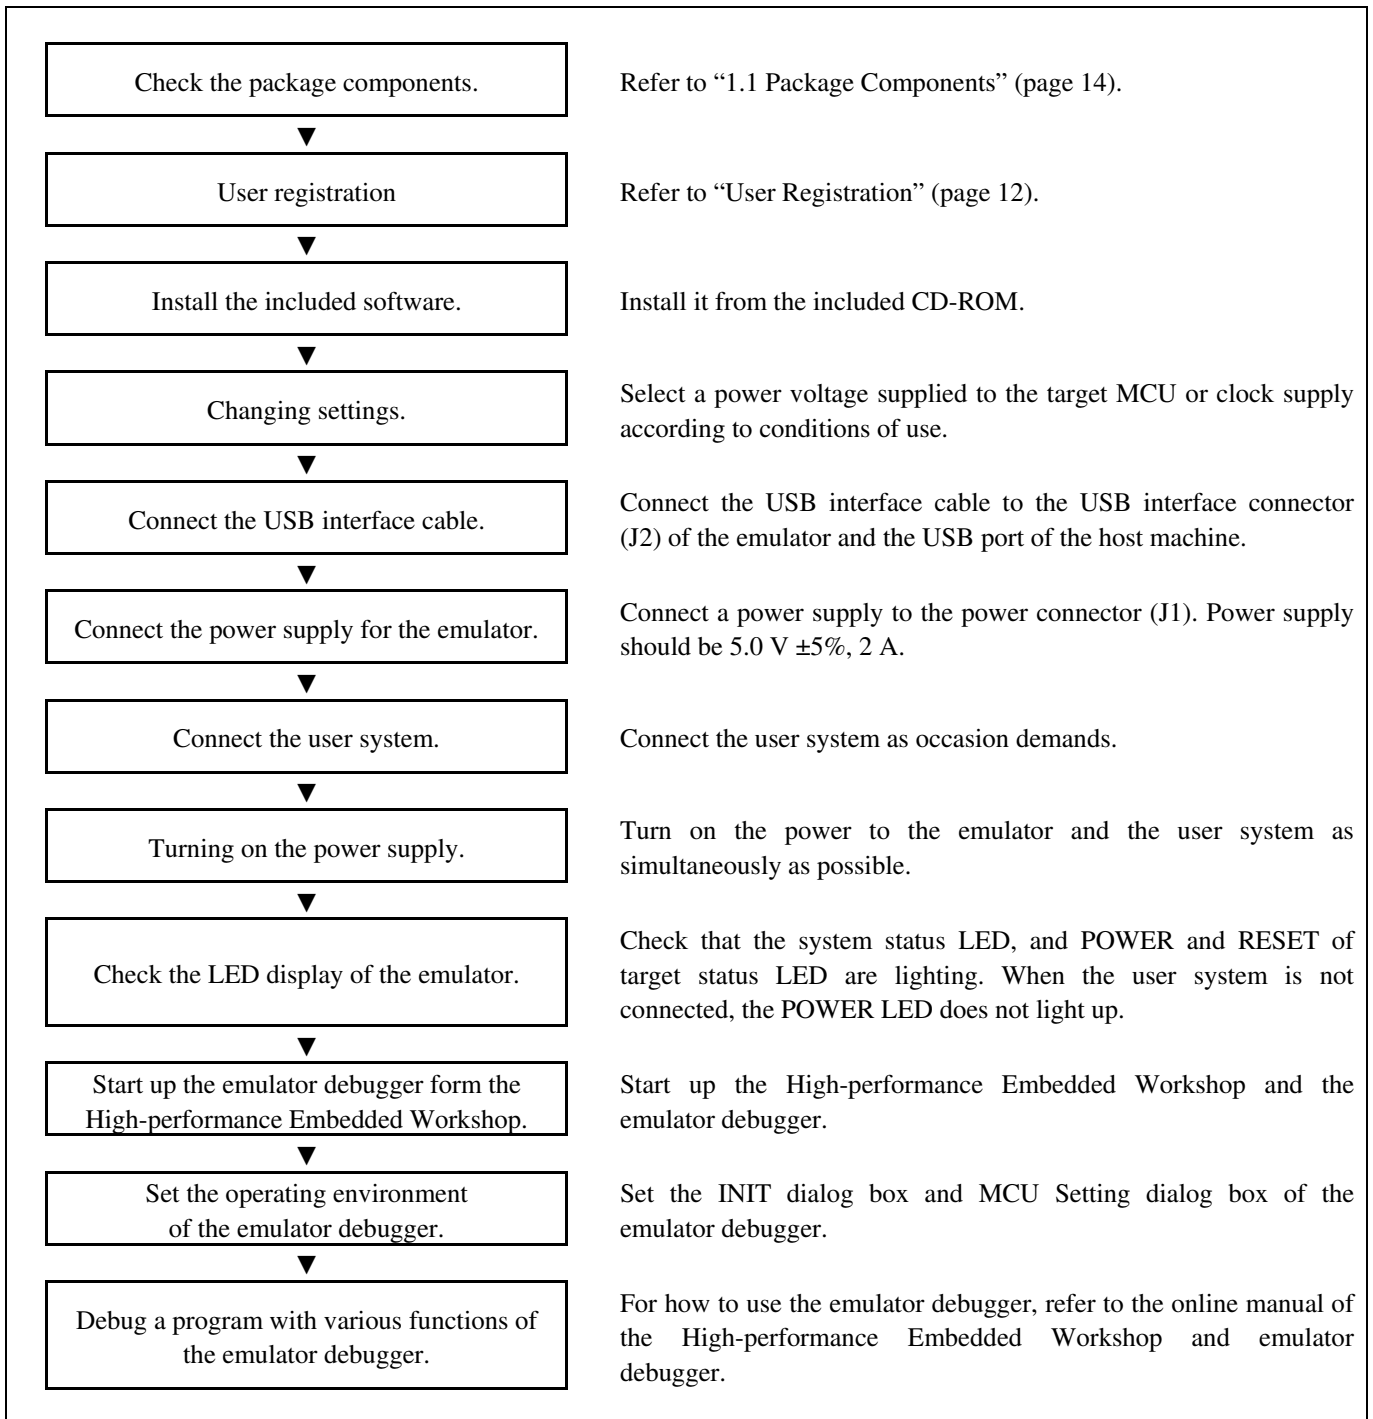 Check the package components.
Refer to “1.1 Package Components” (page 14).
▼
User registration
Refer to “User Registration” (page 12).
▼
Install the included software.
Install it from the included CD-ROM.
▼
Changing settings.
Select a power voltage supplied to the target MCU or clock supply
according to conditions of use.
▼
Connect the USB interface cable.
Connect the USB interface cable to the USB interface connector
(J2) of the emulator and the USB port of the host machine.
▼
Connect the power supply for the emulator.
Connect a power supply to the power connector (J1). Power supply
should be 5.0 V ±5%, 2 A.
▼
Connect the user system.
Connect the user system as occasion demands.
▼
Turning on the power supply.
Turn on the power to the emulator and the user system as
simultaneously as possible.
▼
Check the LED display of the emulator.
Check that the system status LED, and POWER and RESET of
target status LED are lighting. When the user system is not
connected, the POWER LED does not light up.
▼
Start up the emulator debugger form the
High-performance Embedded Workshop.
Start up the High-performance Embedded Workshop and the
emulator debugger.
▼
Set the operating environment
of the emulator debugger.
Set the INIT dialog box and MCU Setting dialog box of the
emulator debugger.
▼
Debug a program with various functions of
the emulator debugger.
For how to use the emulator debugger, refer to the online manual of
the High-performance Embedded Workshop and emulator
debugger.